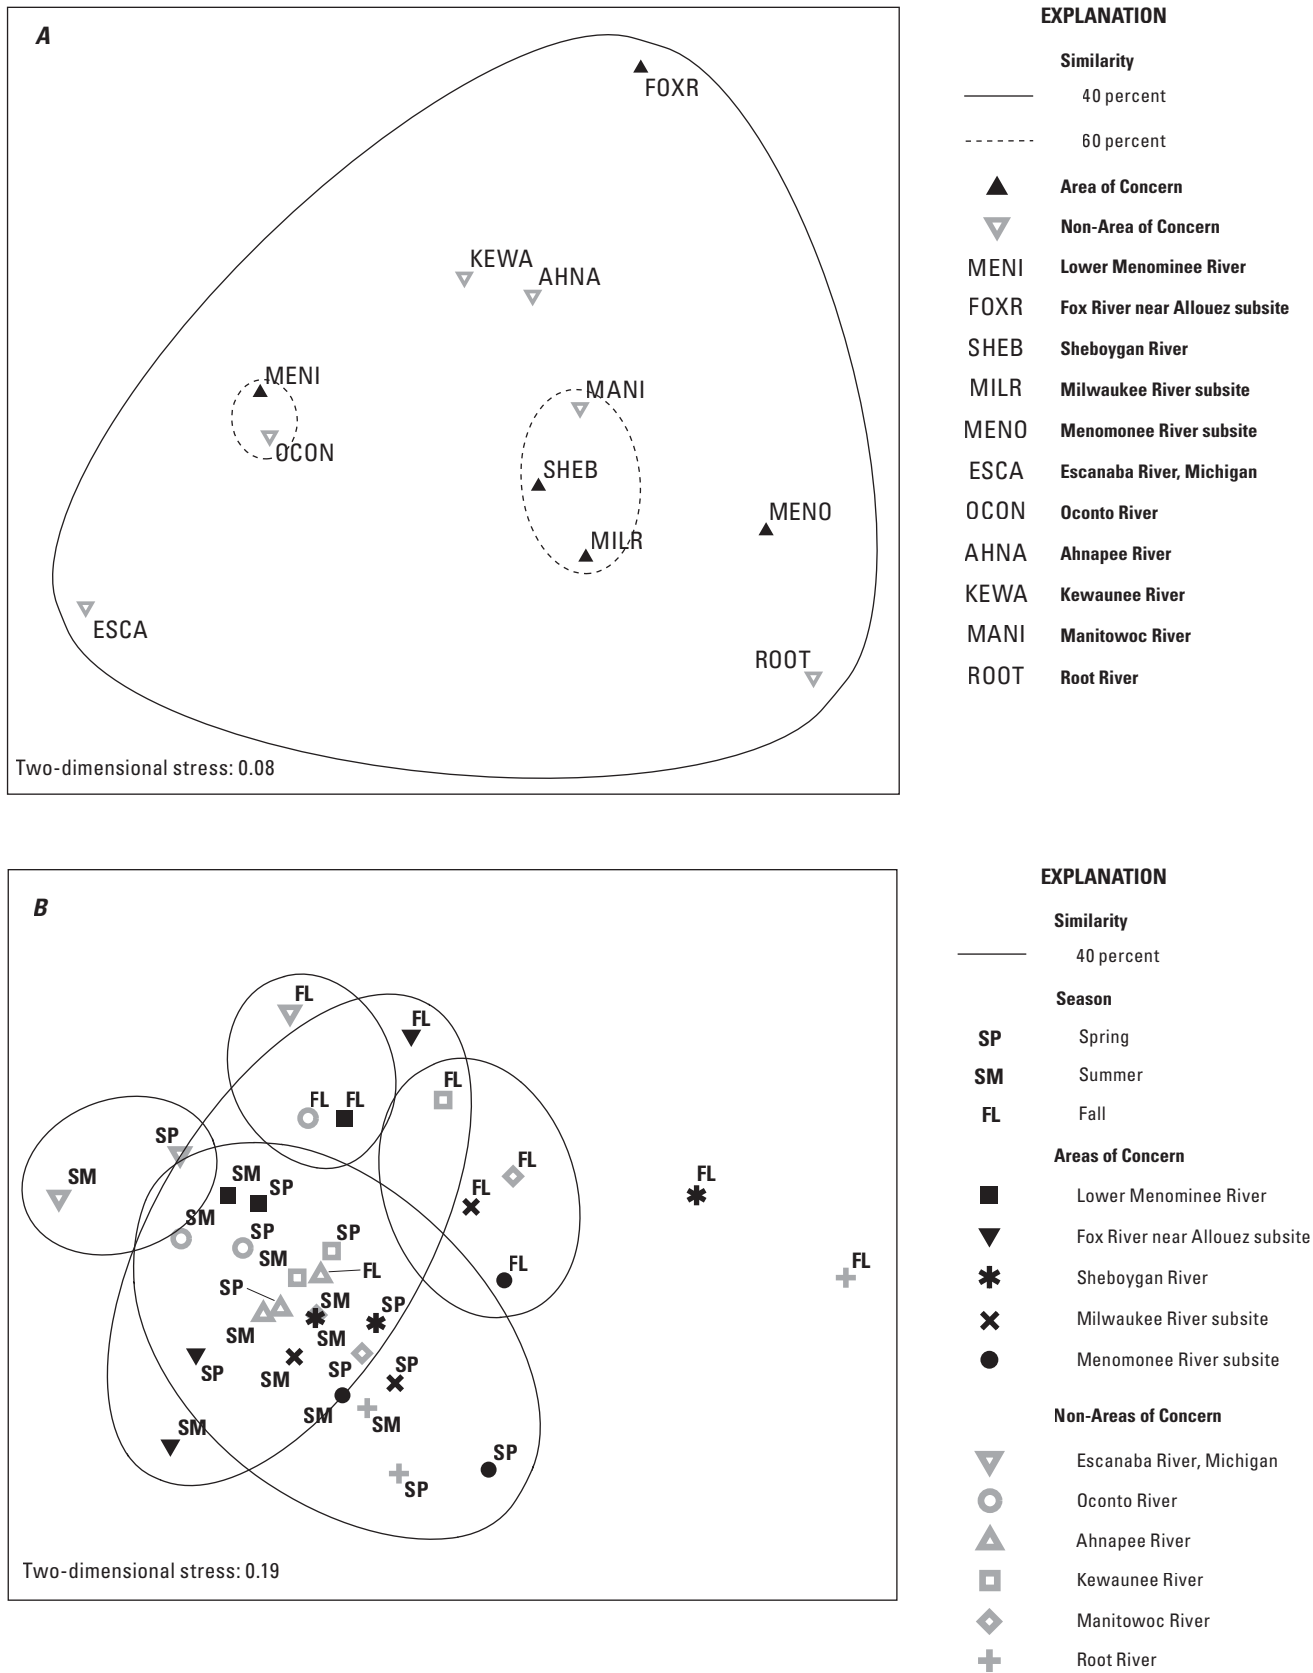 A
FOXR
KEWA
AHNA
MENI
MANI
OCON
SHEB
MENO
MILR
ESCA
ROOT
Two-dimensional stress: 0.08
EXPLANATION
Similarity
40 percent
60 percent
Area of Concern
Non-Area of Concern
MENI Lower Menominee River
FOXR Fox River near Allouez subsite
SHEB Sheboygan River
MILR Milwaukee River subsite
MENO Menomonee River subsite
ESCA Escanaba River, Michigan
OCON Oconto River
AHNA Ahnapee River
KEWA Kewaunee River
MANI Manitowoc River
ROOT Root River
B
FL
FL
FL
FL FL
SP
FL
SM
SM
SP
FL
FL
FL
SM
SP
SP
SM
FL
FL
FL
SP
SM
SP
SM
SM
SP
SP
SM
SP
SM
SM
SM
SP
SP
Two-dimensional stress: 0.19
EXPLANATION
Similarity
40 percent
Season
SP Spring
SM Summer
FL Fall
Areas of Concern
Lower Menominee River
Fox River near Allouez subsite
Sheboygan River
Milwaukee River subsite
Menomonee River subsite
Non-Areas of Concern
Escanaba River, Michigan
Oconto River
Ahnapee River
Kewaunee River
Manitowoc River
Root River